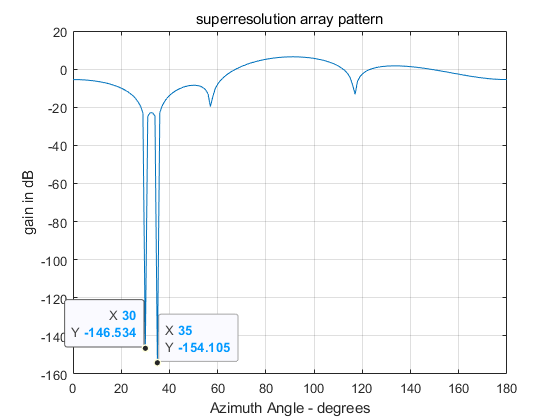 superresolution array pattern
20
0
-20
-40
-60
-80
-100
-120
-140
-160
gain in dB
X 30
Y -146.534
X 35
Y -154.105
0 20 40 60 80 100 120 140 160 180
Azimuth Angle - degrees